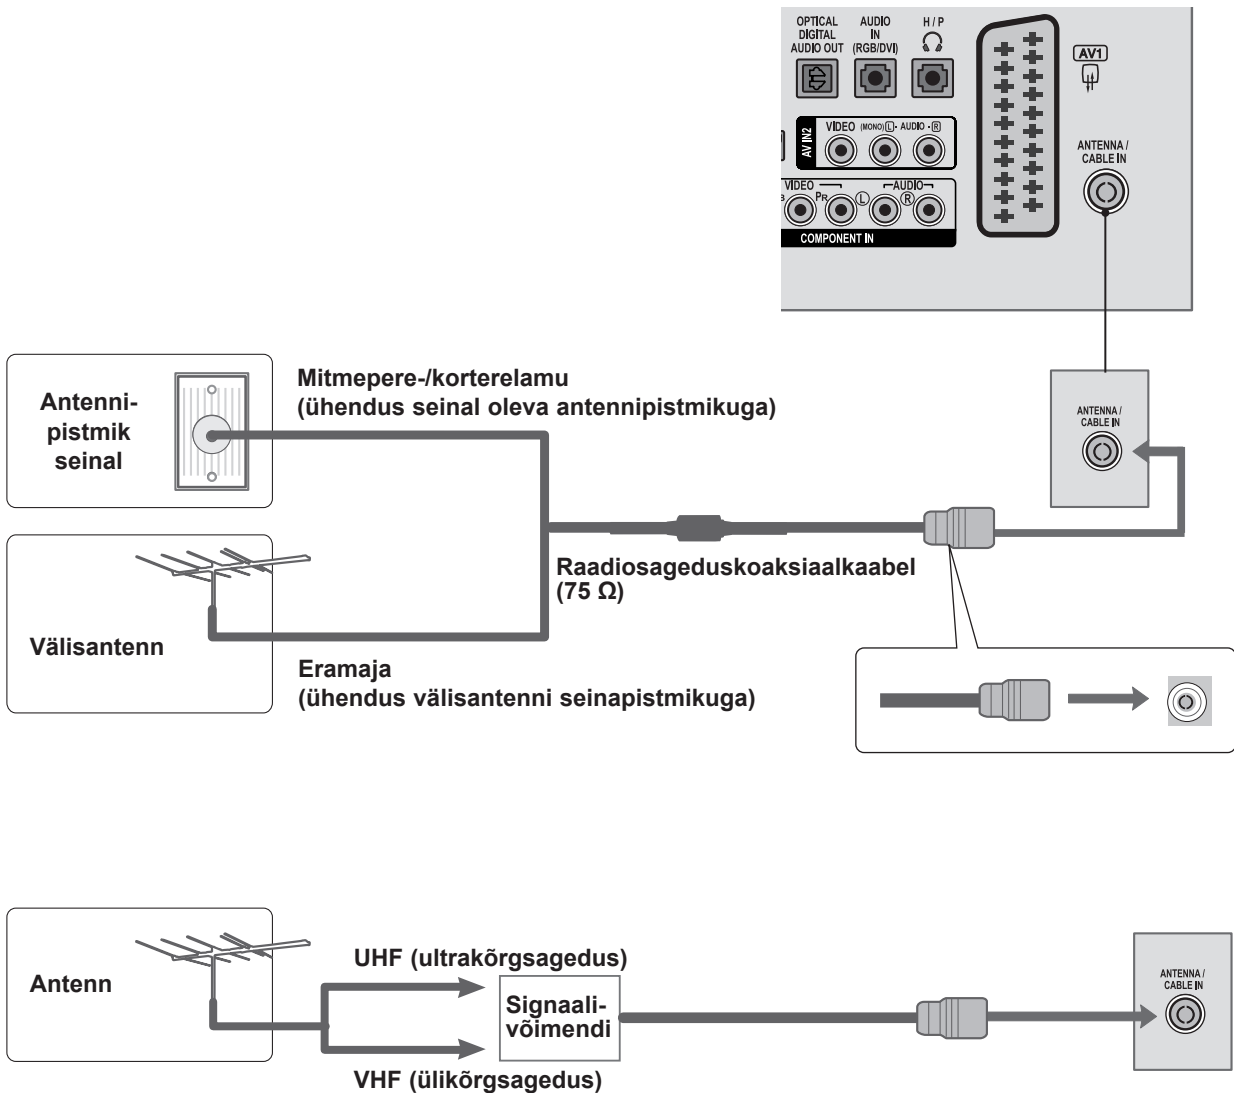 OPTICAL
DIGITAL
AUDIO OUT
AUDIO
IN
(RGB/DVI)
H / P
AV1
AV IN2
VIDEO
(MONO) L - AUDIO - R
ANTENNA /
CABLE IN
VIDEO
AUDIO
B
PR
L
R
COMPONENT IN
Antenni-
pistmik
seinal
Mitmepere-/korterelamu
(ühendus seinal oleva antennipistmikuga)
ANTENNA /
CABLE IN
Raadiosageduskoaksiaalkaabel
(75 Ω)
Välisantenn
Eramaja
(ühendus välisantenni seinapistmikuga)
Antenn
UHF (ultrakõrgsagedus)
Signaali-
võimendi
VHF (ülikõrgsagedus)
ANTENNA /
CABLE IN